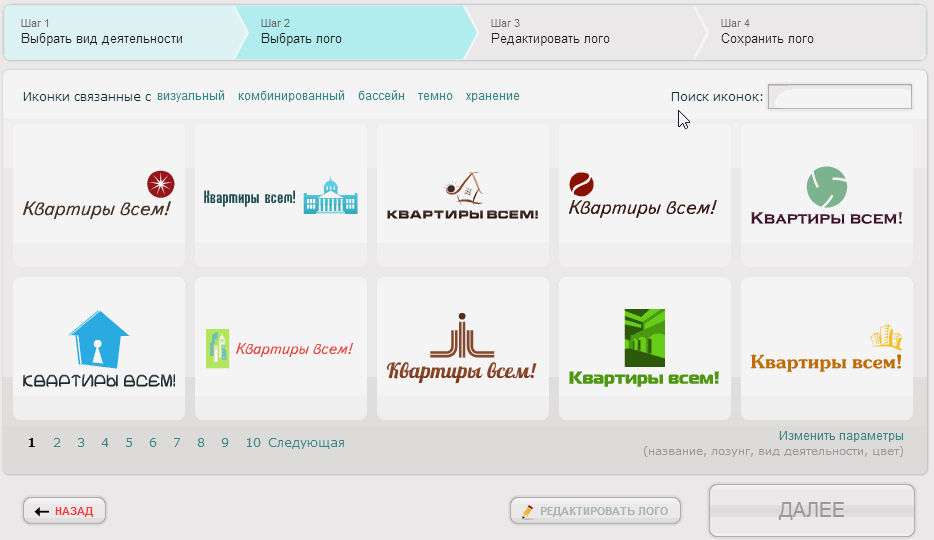 Шаг 1
Выбрать вид деятельности
Шаг 2
Выбрать лого
Шаг 3
Редактировать лого
Шаг 4
Сохранить лого
Иконки связанные с визуальный комбинированный бассейн темно хранение
Поиск иконок:
Квартиры всем!
Квартиры всем!
КВАРТИРЫ ВСЕМ!
Квартиры всем!
КВАРТИРЫ ВСЕМ!
КВАРТИРЫ ВСЕМ!
Квартиры всем!
Квартиры всем!
Квартиры всем!
Квартиры всем!
1 2 3 4 5 6 7 8 9 10 Следующая
Изменить параметры
(название, лозунг, вид деятельности, цвет)
НАЗАД
РЕДАКТИРОВАТЬ ЛОГО
ДАЛЕЕ